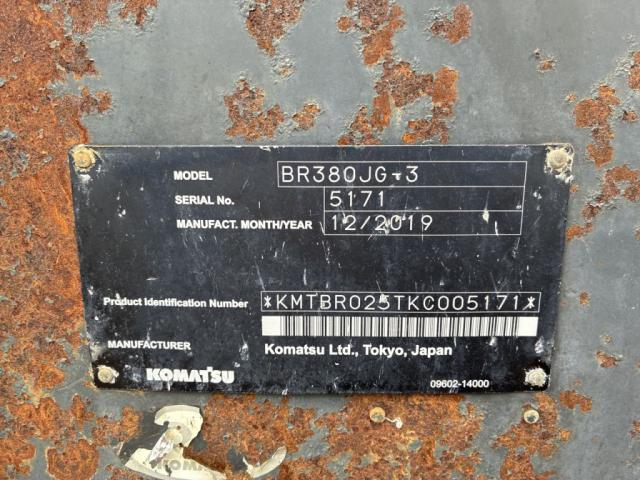 MODEL BR380JG-3
SERIAL No. 5171
MANUFACT. MONTH/YEAR 12/2019
Product Identification Number *KMTBR025TKC005171*
MANUFACTURER Komatsu Ltd., Tokyo, Japan
KOMATSU 09602-14000
KOMATSU